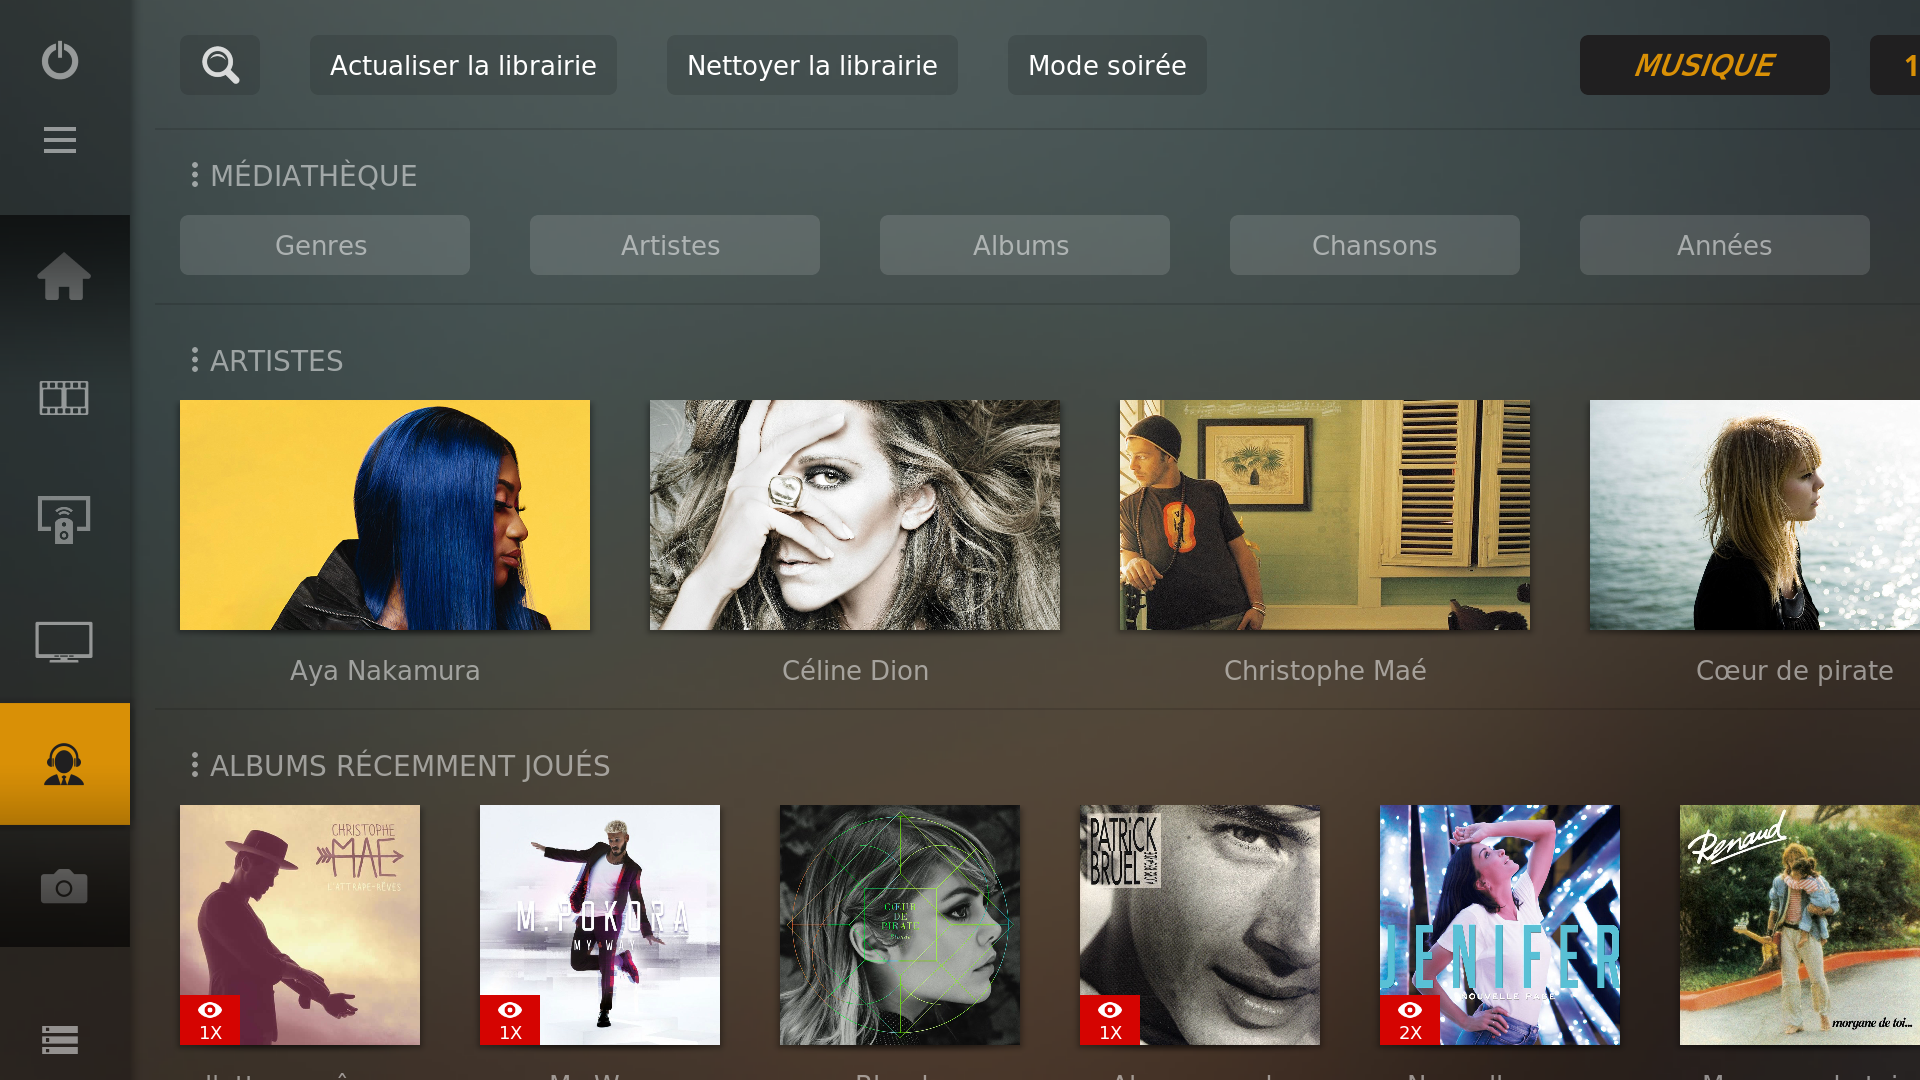 Actualiser la librairie
Nettoyer la librairie
Mode soirée
MUSIQUE
1
MÉDIATHÈQUE
Genres
Artistes
Albums
Chansons
Années
ARTISTES
Aya Nakamura
Céline Dion
Christophe Maé
Cœur de pirate
ALBUMS RÉCEMMENT JOUÉS
CHRISTOPHE
MAE
L'ATTRAPE-RÊVES
1X
M. POKORA
MY WAY
1X
CŒUR
DE
PIRATE
Blonde
PATRiCK
BRUEL
1X
JENIFER
NOUVELLE PAGE
2X
Renaud
morgane de toi...